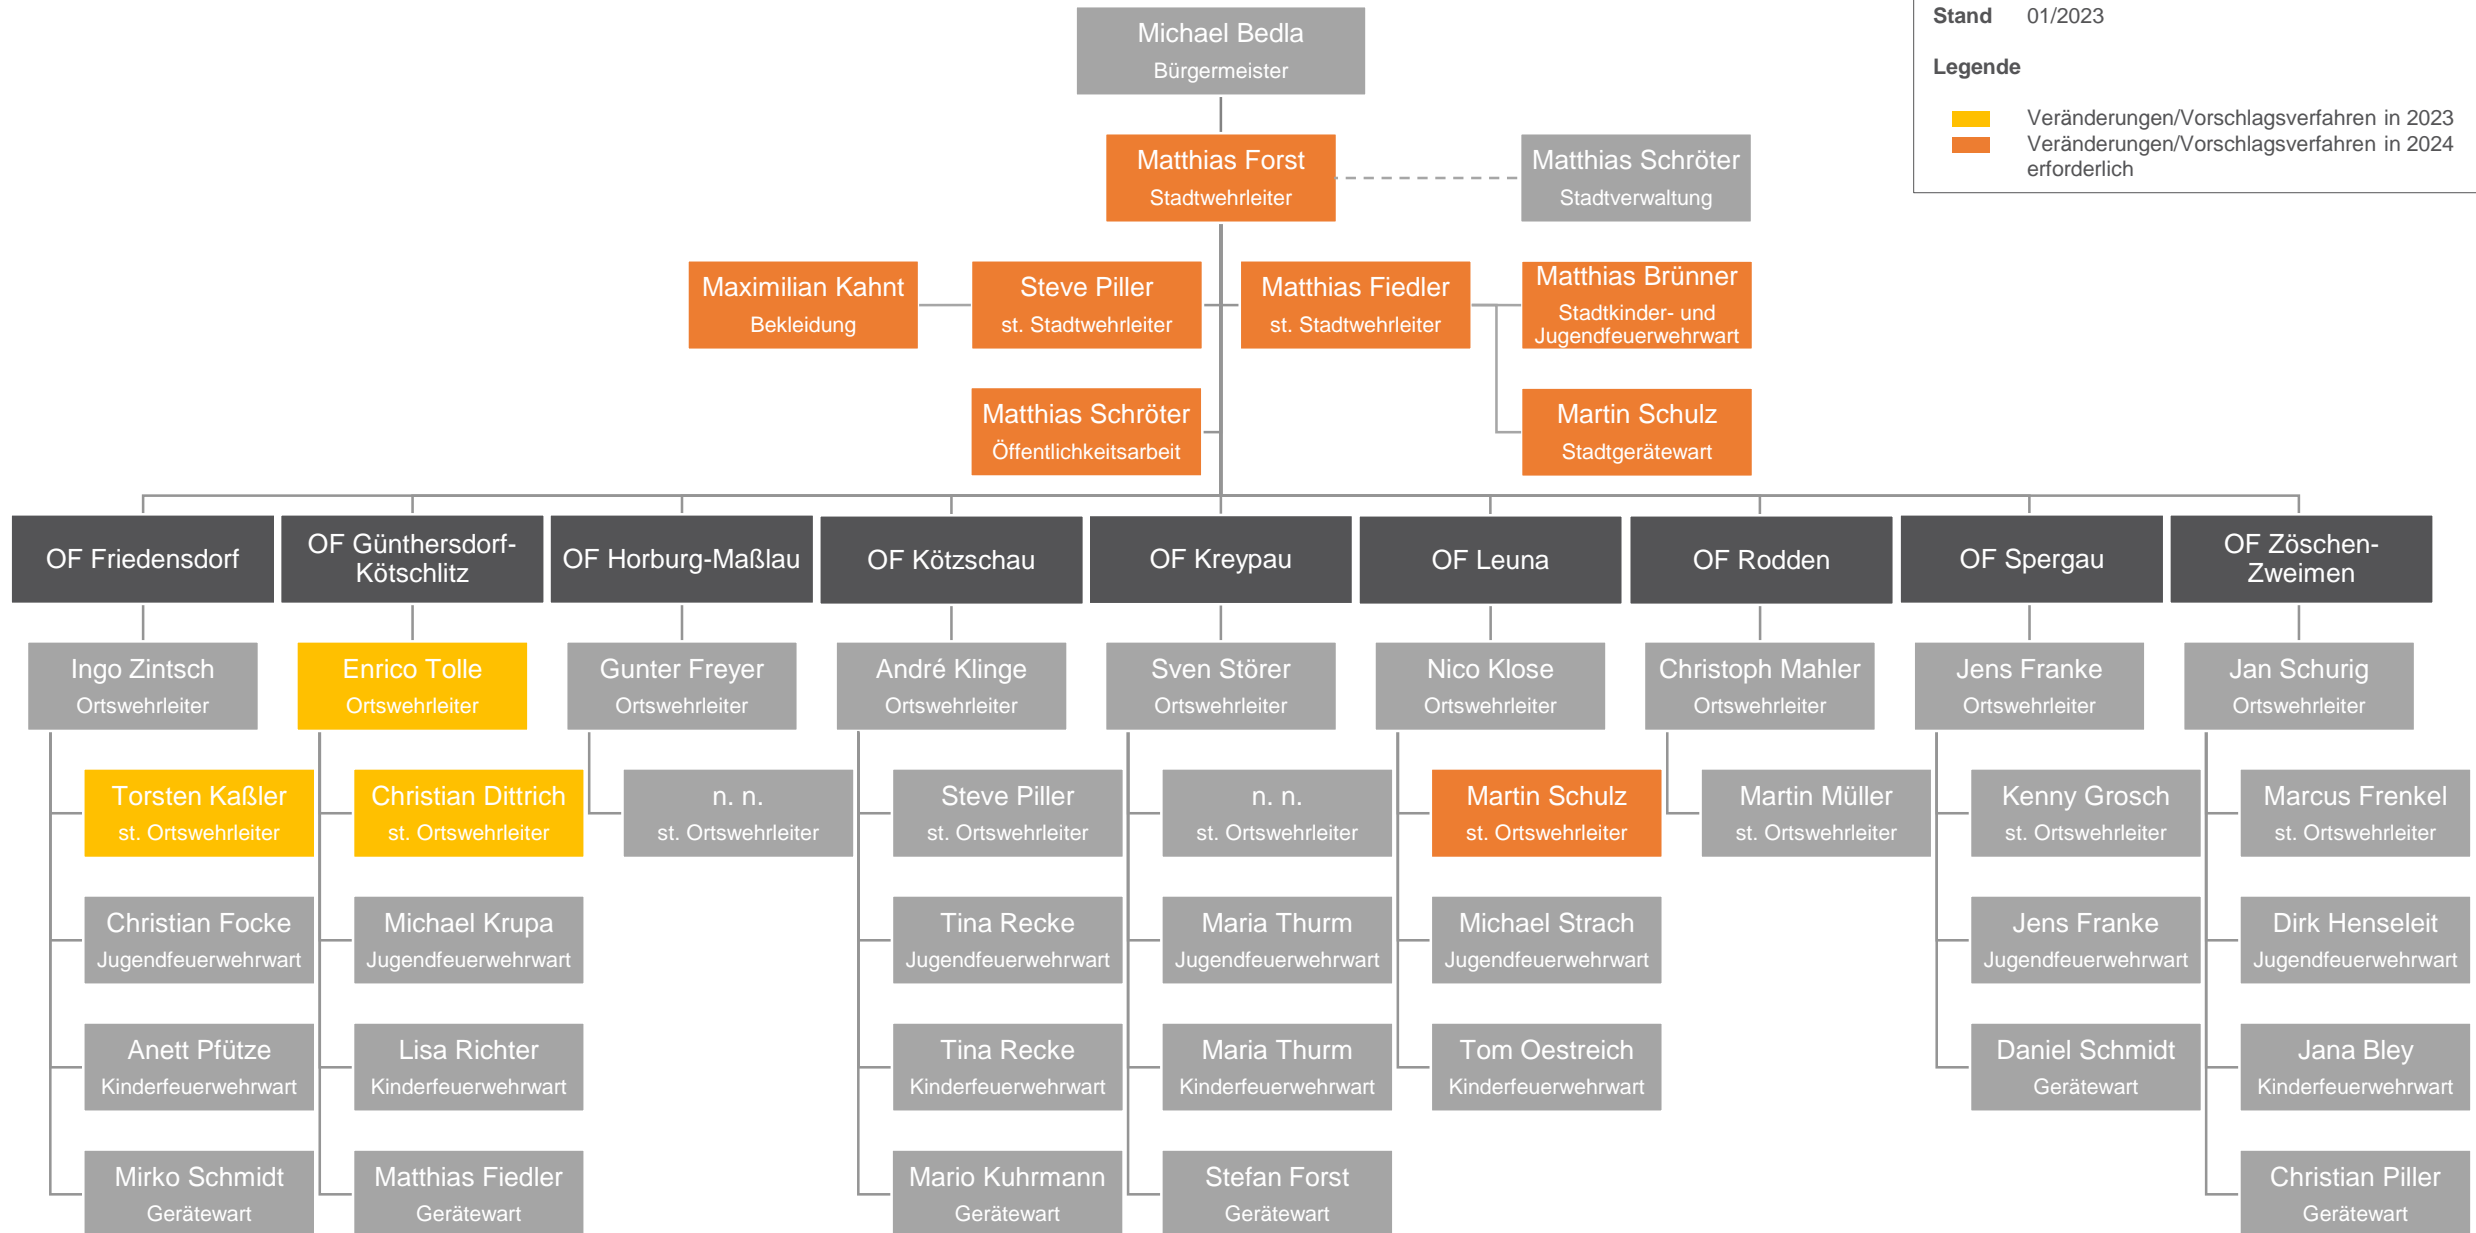 Stand 01/2023
Legende
Veränderungen/Vorschlagsverfahren in 2023
Veränderungen/Vorschlagsverfahren in 2024
erforderlich
Michael Bedla
Bürgermeister
Matthias Forst
Stadtwehrleiter
Matthias Schröter
Stadtverwaltung
Maximilian Kahnt
Bekleidung
Steve Piller
st. Stadtwehrleiter
Matthias Fiedler
st. Stadtwehrleiter
Matthias Brünner
Stadtkinder- und
Jugendfeuerwehrwart
Matthias Schröter
Öffentlichkeitsarbeit
Martin Schulz
Stadtgerätewart
OF Friedensdorf
Ingo Zintsch
Ortswehrleiter
Torsten Kaßler
st. Ortswehrleiter
Christian Focke
Jugendfeuerwehrwart
Anett Pfütze
Kinderfeuerwehrwart
Mirko Schmidt
Gerätewart
OF Günthersdorf-
Kötschlitz
Enrico Tolle
Ortswehrleiter
Christian Dittrich
st. Ortswehrleiter
Michael Krupa
Jugendfeuerwehrwart
Lisa Richter
Kinderfeuerwehrwart
Matthias Fiedler
Gerätewart
OF Horburg-Maßlau
Gunter Freyer
Ortswehrleiter
n. n.
st. Ortswehrleiter
OF Kötzschau
André Klinge
Ortswehrleiter
Steve Piller
st. Ortswehrleiter
Tina Recke
Jugendfeuerwehrwart
Tina Recke
Kinderfeuerwehrwart
Mario Kuhrmann
Gerätewart
OF Kreypau
Sven Störer
Ortswehrleiter
n. n.
st. Ortswehrleiter
Maria Thurm
Jugendfeuerwehrwart
Maria Thurm
Kinderfeuerwehrwart
Stefan Forst
Gerätewart
OF Leuna
Nico Klose
Ortswehrleiter
Martin Schulz
st. Ortswehrleiter
Michael Strach
Jugendfeuerwehrwart
Tom Oestreich
Kinderfeuerwehrwart
OF Rodden
Christoph Mahler
Ortswehrleiter
Martin Müller
st. Ortswehrleiter
OF Spergau
Jens Franke
Ortswehrleiter
Kenny Grosch
st. Ortswehrleiter
Jens Franke
Jugendfeuerwehrwart
Daniel Schmidt
Gerätewart
OF Zöschen-
Zweimen
Jan Schurig
Ortswehrleiter
Marcus Frenkel
st. Ortswehrleiter
Dirk Henseleit
Jugendfeuerwehrwart
Jana Bley
Kinderfeuerwehrwart
Christian Piller
Gerätewart